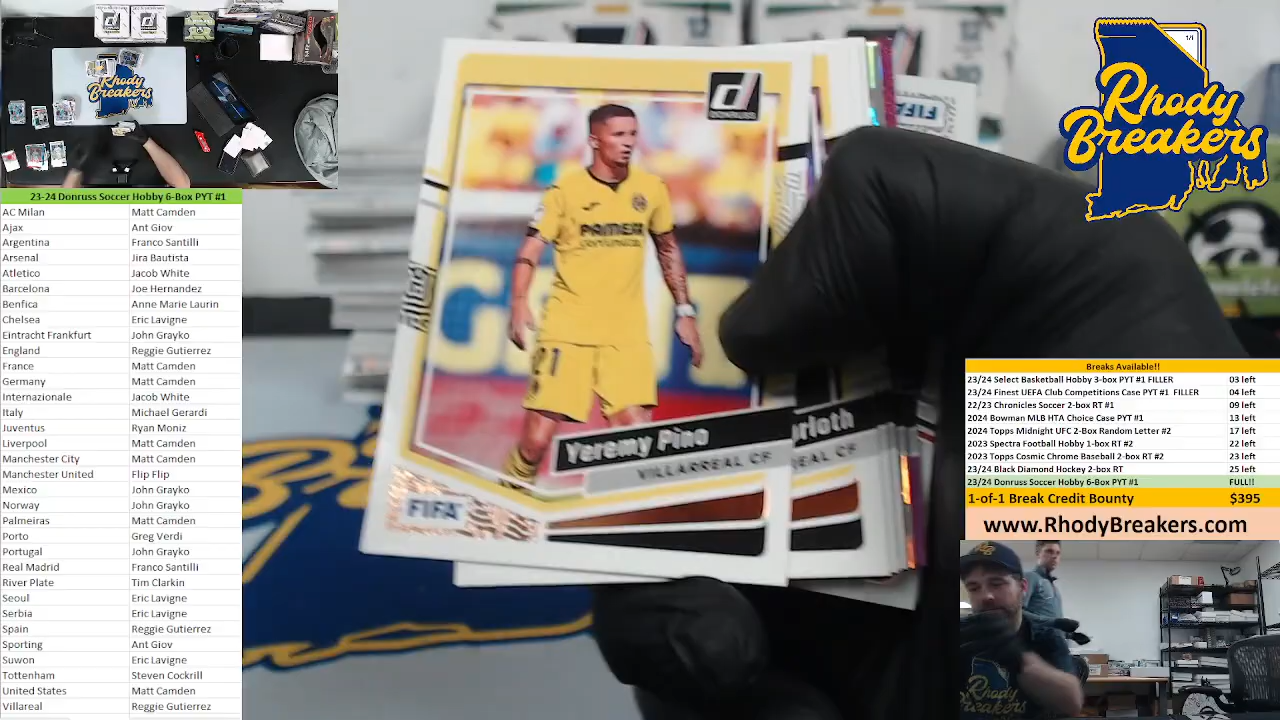 23-24 Donruss Soccer Hobby 6-Box PYT #1
AC Milan Matt Camden
Ajax Ant Giov
Argentina Franco Santilli
Arsenal Jira Bautista
Atletico Jacob White
Barcelona Joe Hernandez
Benfica Anne Marie Laurin
Chelsea Eric Lavigne
Eintracht Frankfurt John Grayko
England Reggie Gutierrez
France Matt Camden
Germany Matt Camden
Internazionale Jacob White
Italy Michael Gerardi
Juventus Ryan Moniz
Liverpool Matt Camden
Manchester City Matt Camden
Manchester United Flip Flip
Mexico John Grayko
Norway John Grayko
Palmeiras Matt Camden
Porto Greg Verdi
Portugal John Grayko
Real Madrid Franco Santilli
River Plate Tim Clarkin
Seoul Eric Lavigne
Serbia Eric Lavigne
Spain Reggie Gutierrez
Sporting Ant Giov
Suwon Eric Lavigne
Tottenham Steven Cockrill
United States Matt Camden
Villareal Reggie Gutierrez
Rhody
Breakers
d
DONRUSS
PAMESA
cerámica
21
Yeremy Pino
VILLARREAL CF
FIFA
rloth
REAL CF
FIFA
1/1
Rhody
Breakers
Breaks Available!!
23/24 Select Basketball Hobby 3-box PYT #1 FILLER 03 left
23/24 Finest UEFA Club Competitions Case PYT #1 FILLER 04 left
22/23 Chronicles Soccer 2-box RT #1 09 left
2024 Bowman MLB HTA Choice Case PYT #1 13 left
2024 Topps Midnight UFC 2-Box Random Letter #2 17 left
2023 Spectra Football Hobby 1-box RT #2 22 left
2023 Topps Cosmic Chrome Baseball 2-box RT #2 23 left
23/24 Black Diamond Hockey 2-box RT 25 left
23/24 Donruss Soccer Hobby 6-Box PYT #1 FULL!!
1-of-1 Break Credit Bounty $395
www.RhodyBreakers.com
Rhody
Breakers